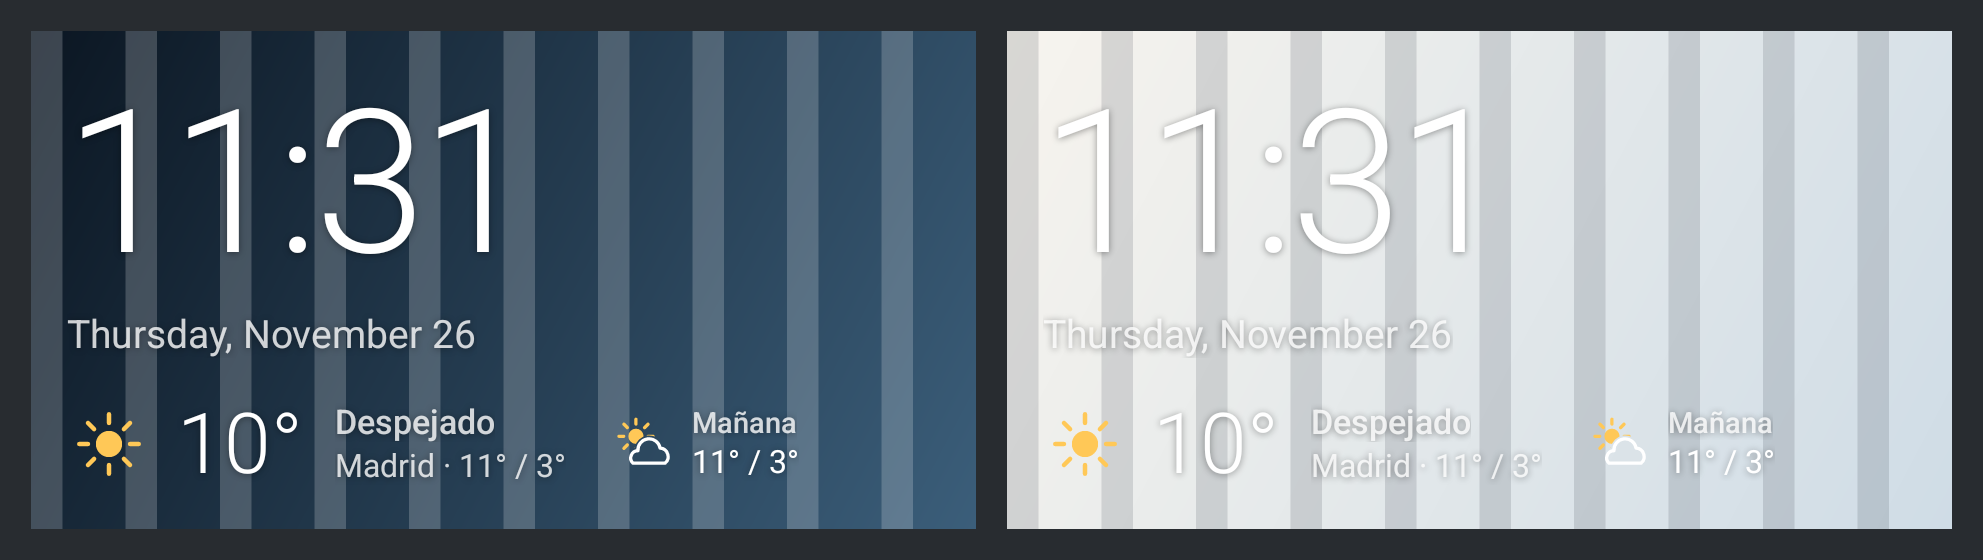 11:31
Thursday, November 26
10°
Despejado
Madrid · 11° / 3°
Mañana
11° / 3°
11:31
Thursday, November 26
10°
Despejado
Madrid · 11° / 3°
Mañana
11° / 3°